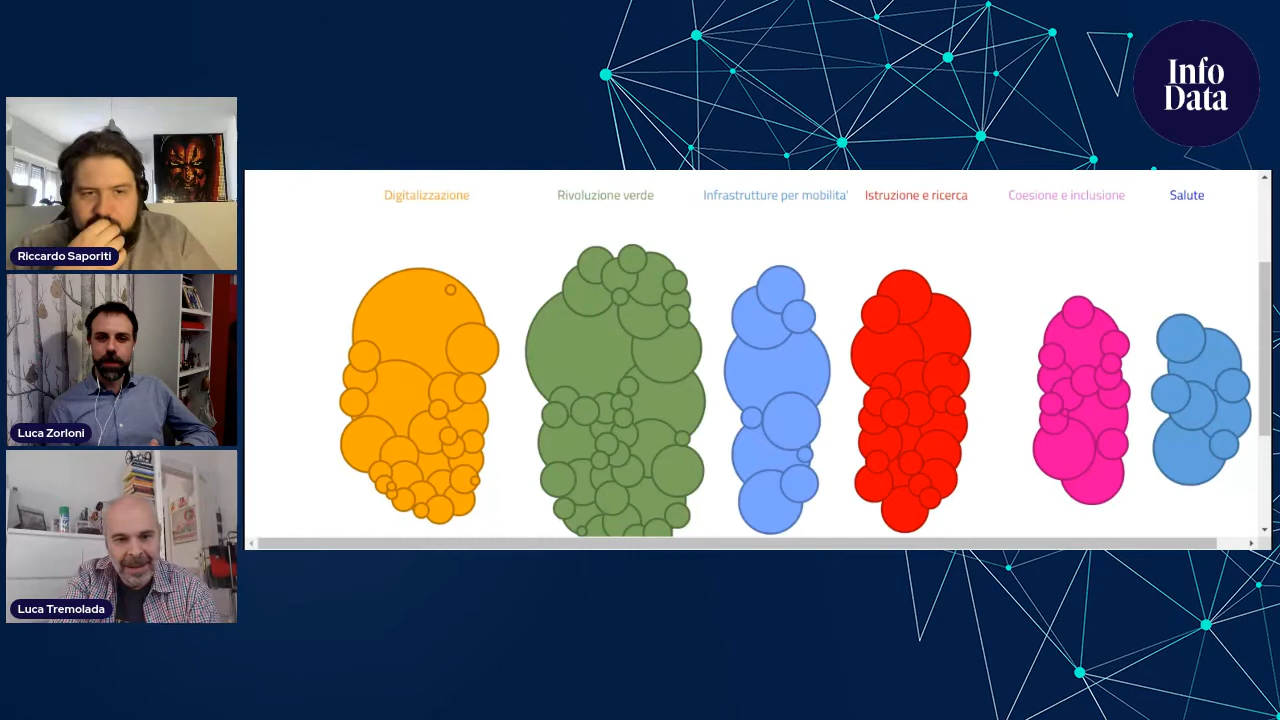 Info
Data
Digitalizzazione
Rivoluzione verde
Infrastrutture per mobilita'
Istruzione e ricerca
Coesione e inclusione
Salute
Riccardo Saporiti
Luca Zorloni
Luca Tremolada